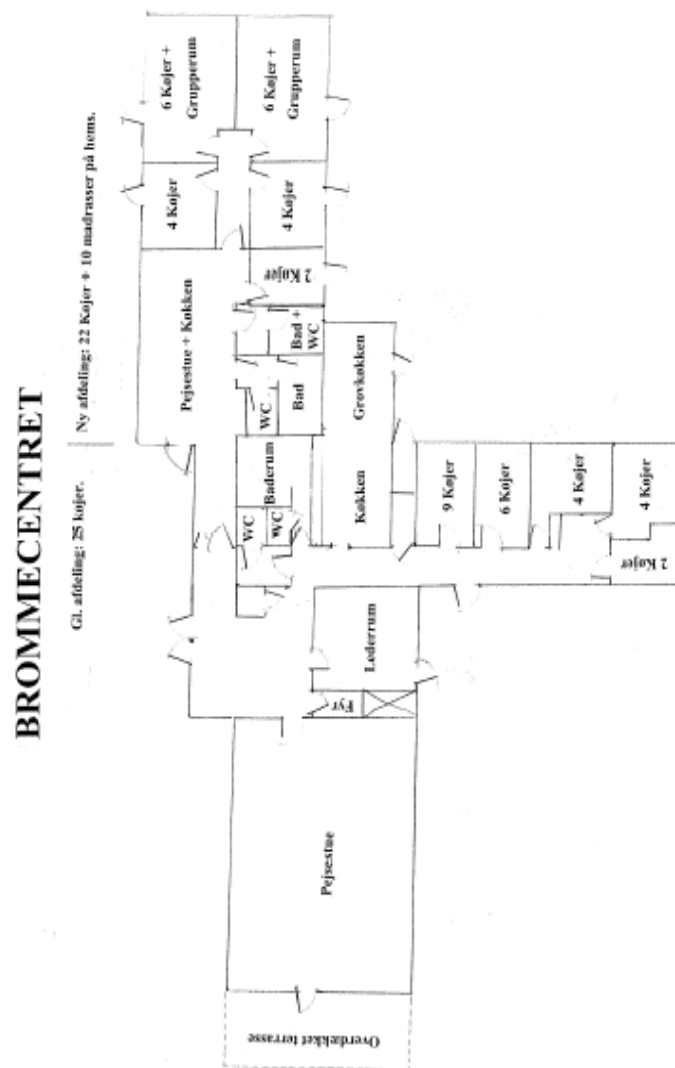 BROMMECENTRET
Gl. afdeling: 25 køjer.
Ny afdeling: 22 Køjer + 10 madrasser på hems.
6 Køjer +
Grupperum
6 Køjer +
Grupperum
4 Køjer
4 Køjer
2 Køjer
Pejsestue + Køkken
Bad +
WC
WC
Bad
Baderum
WC
WC
Grovkøkken
Køkken
9 Køjer
6 Køjer
4 Køjer
4 Køjer
2 Køjer
Lederrum
Fyr
Pejsestue
Overdækket terrasse